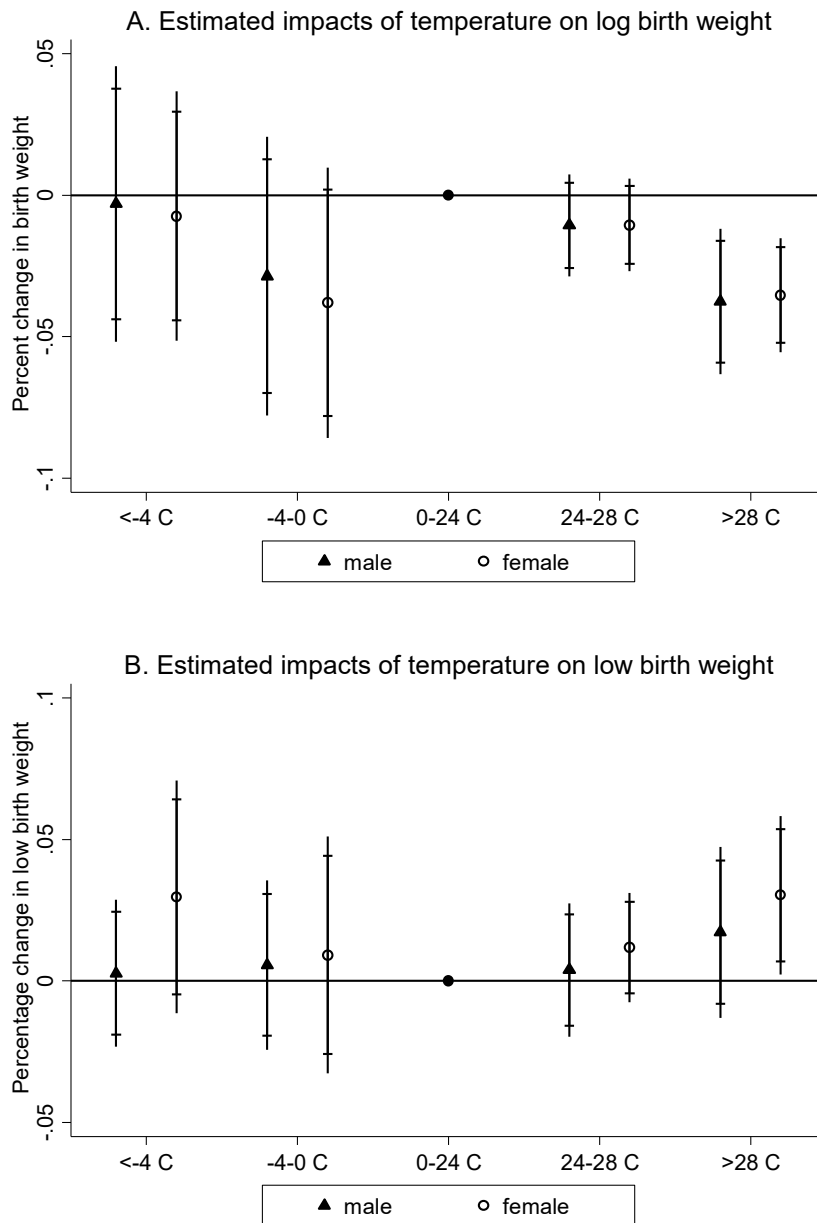 A. Estimated impacts of temperature on log birth weight
Percent change in birth weight
.05
0
-.05
-.1
<-4 C
-4-0 C
0-24 C
24-28 C
>28 C
male
female
B. Estimated impacts of temperature on low birth weight
Percentage change in low birth weight
.1
.05
0
-.05
<-4 C
-4-0 C
0-24 C
24-28 C
>28 C
male
female